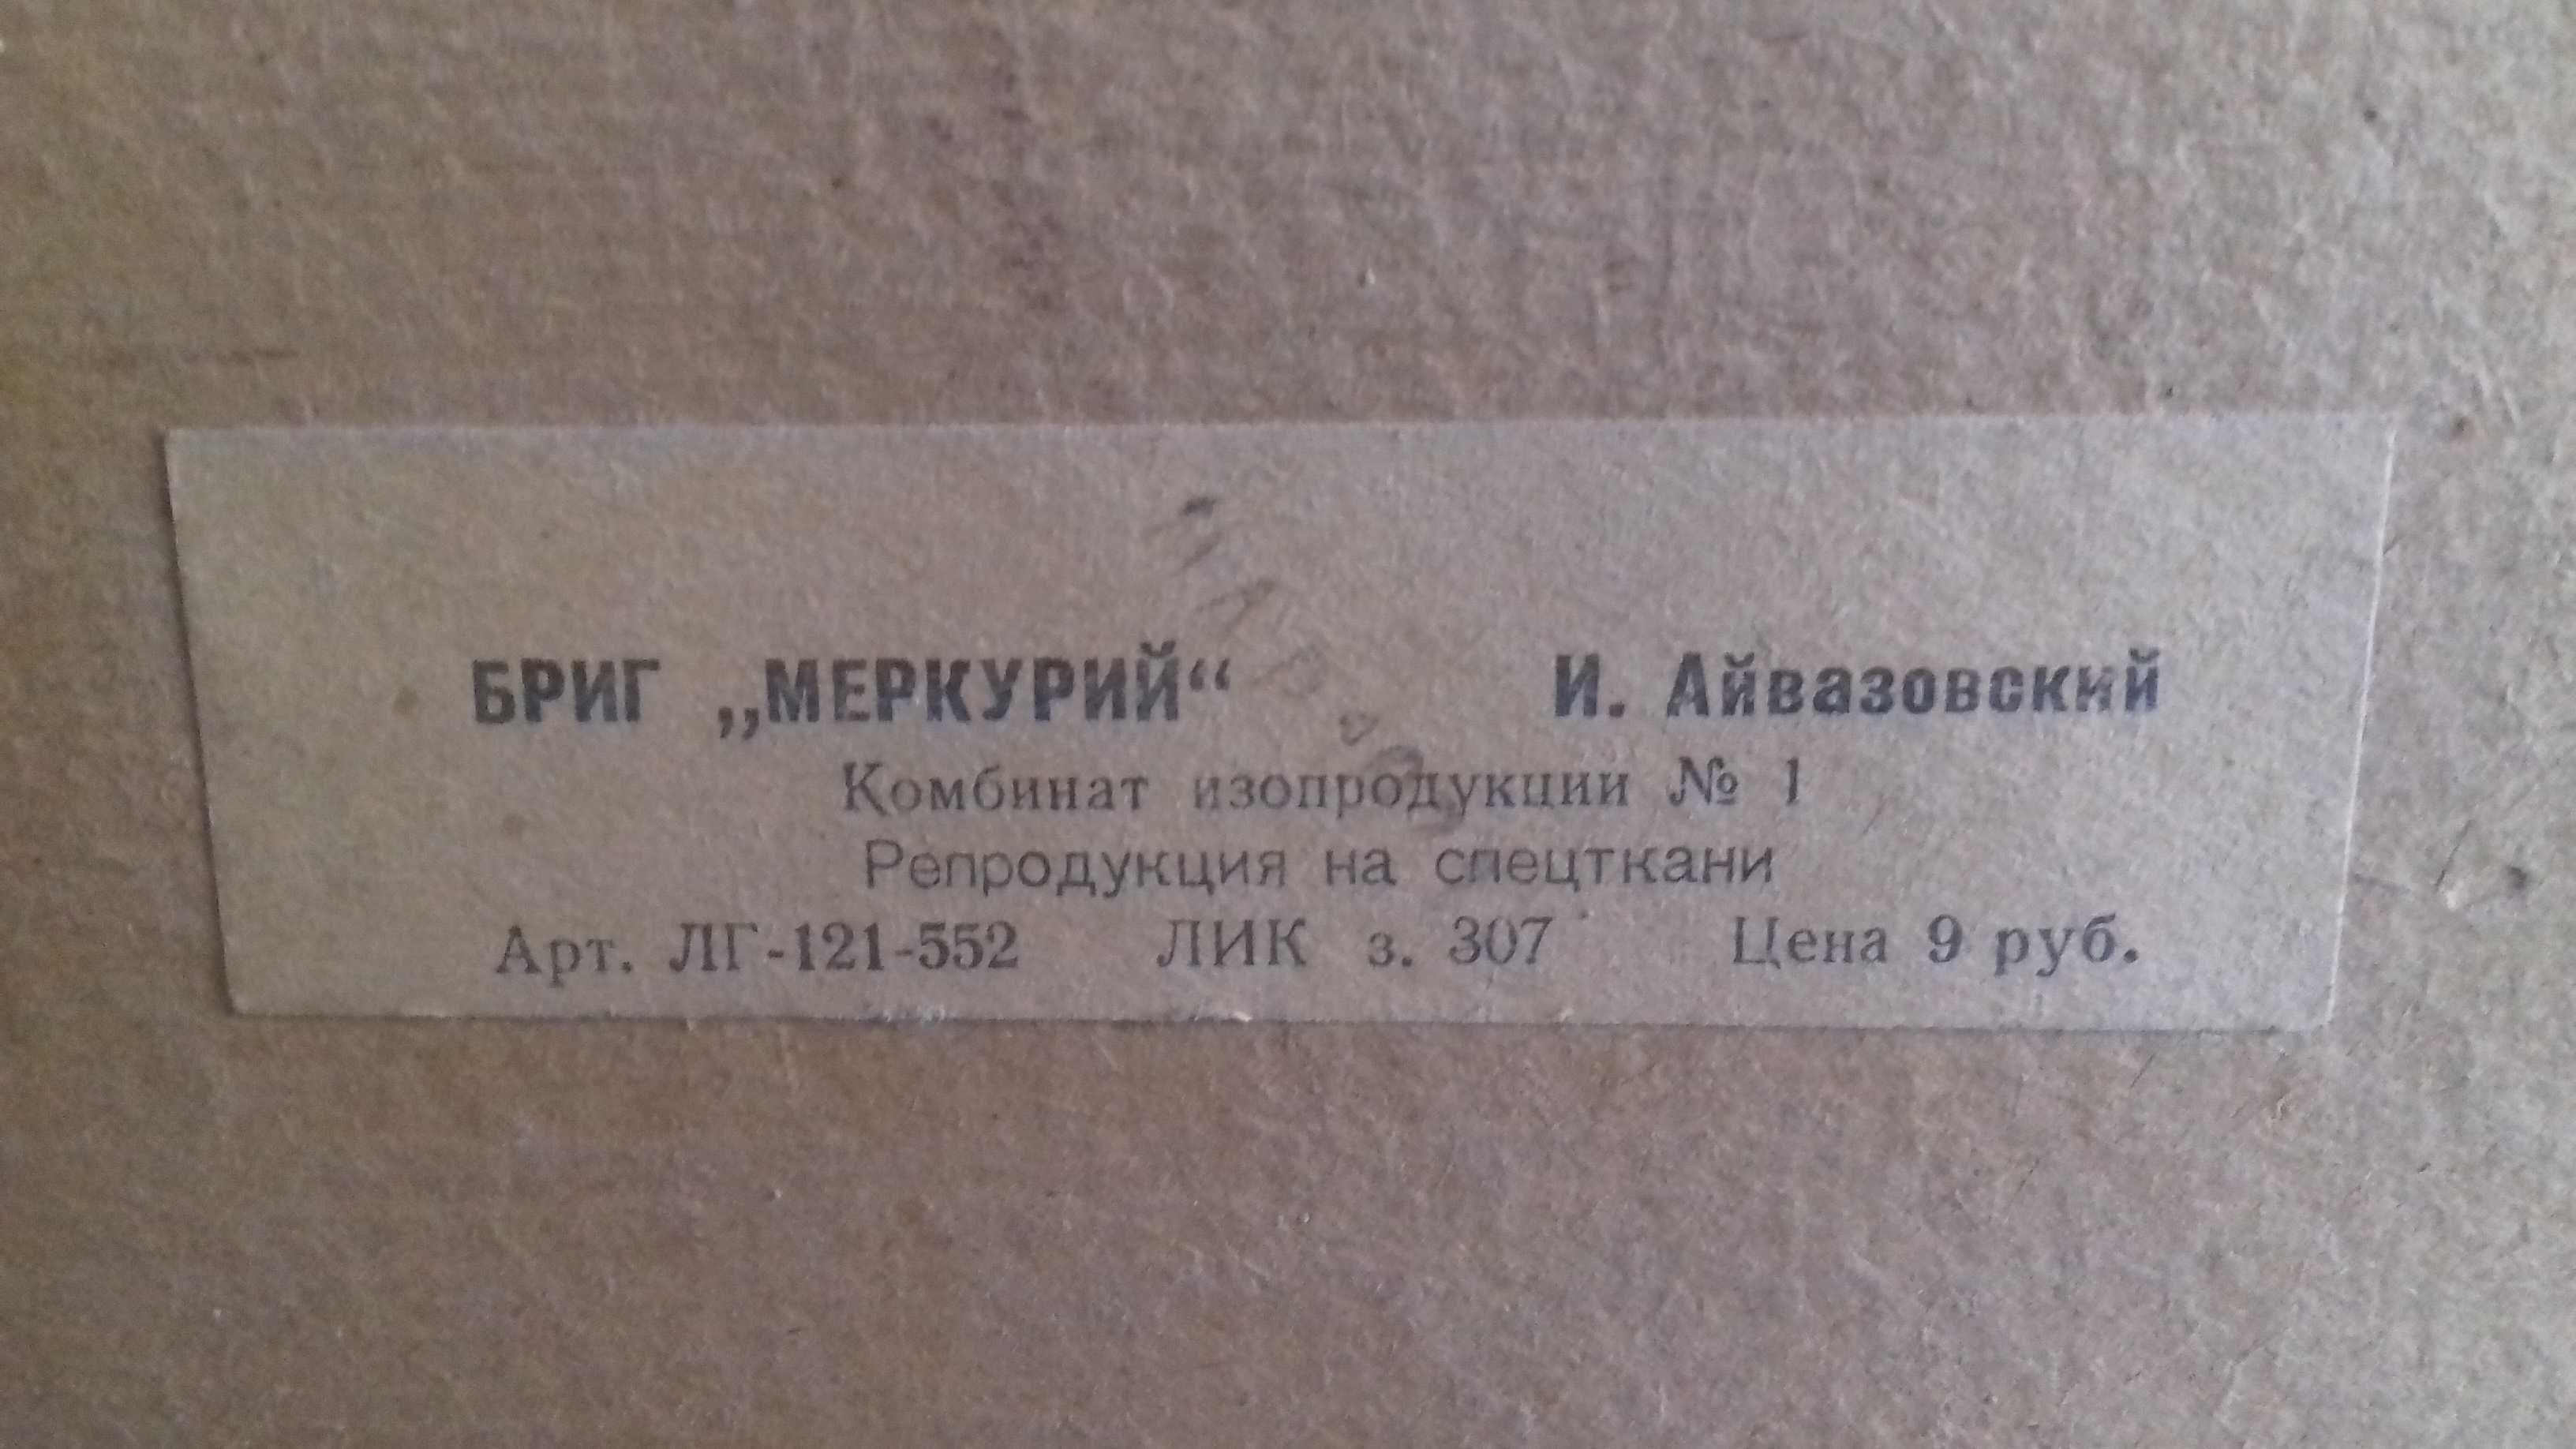 БРИГ „МЕРКУРИЙ“ И. Айвазовский
Комбинат изопродукции № 1
Репродукция на спецткани
Арт. ЛГ-121-552 ЛИК з. 307 Цена 9 руб.